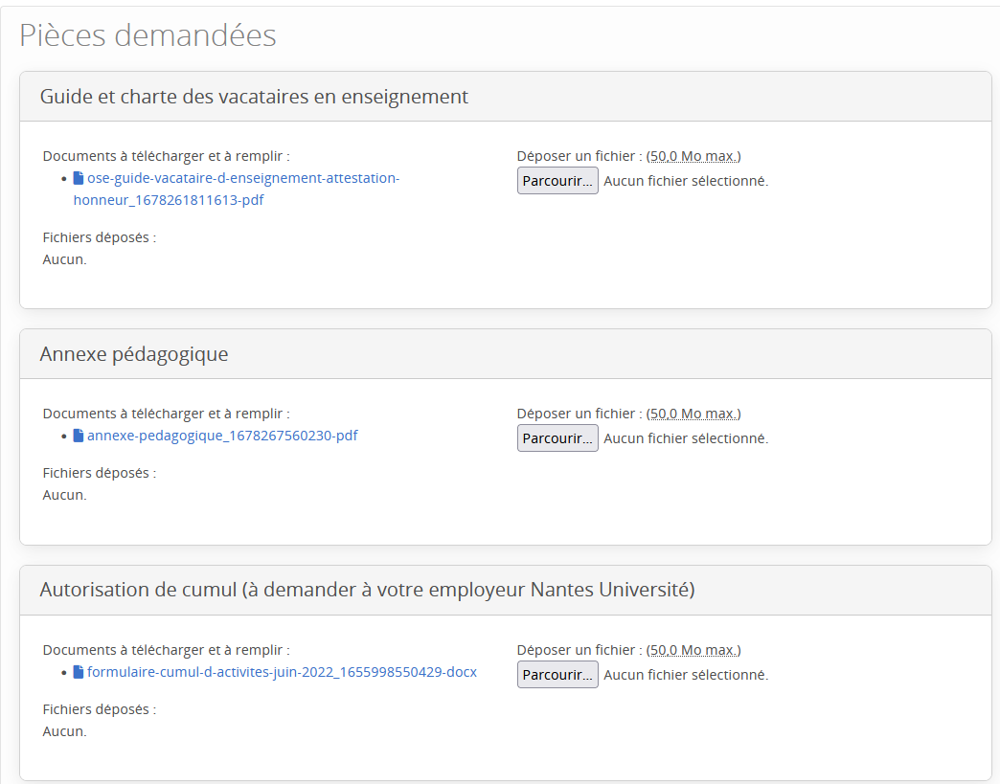 Pièces demandées
Guide et charte des vacataires en enseignement
Documents à télécharger et à remplir :
ose-guide-vacataire-d-enseignement-attestation-
honneur_1678261811613-pdf
Fichiers déposés :
Aucun.
Déposer un fichier : (50,0 Mo max.)
Parcourir... Aucun fichier sélectionné.
Annexe pédagogique
Documents à télécharger et à remplir :
annexe-pedagogique_1678267560230-pdf
Fichiers déposés :
Aucun.
Déposer un fichier : (50,0 Mo max.)
Parcourir... Aucun fichier sélectionné.
Autorisation de cumul (à demander à votre employeur Nantes Université)
Documents à télécharger et à remplir :
formulaire-cumul-d-activites-juin-2022_1655998550429-docx
Fichiers déposés :
Aucun.
Déposer un fichier : (50,0 Mo max.)
Parcourir... Aucun fichier sélectionné.